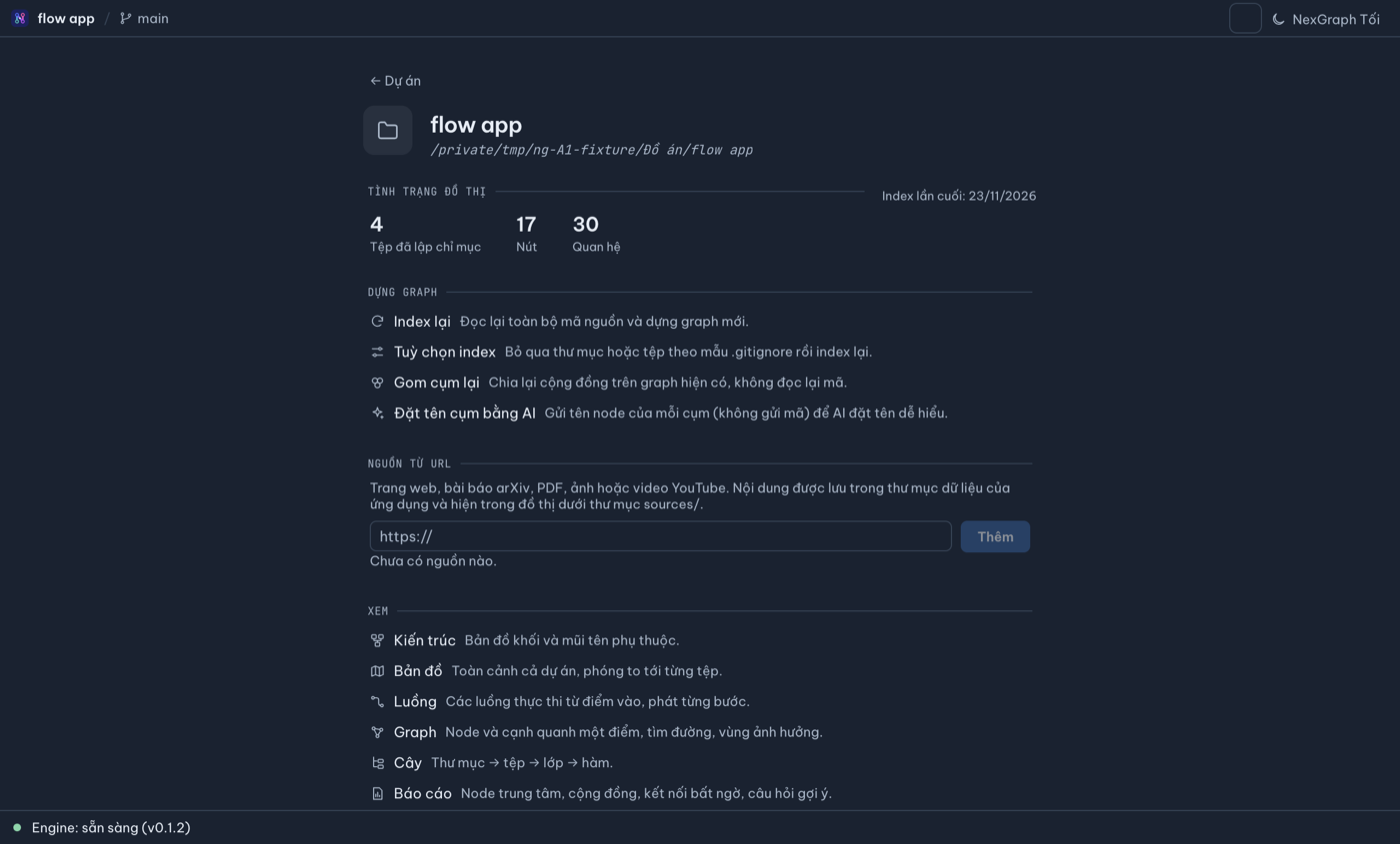 flow app / main
NexGraph Tối
← Dự án
flow app
/private/tmp/ng-A1-fixture/Đồ án/flow app
TÌNH TRẠNG ĐỒ THỊ
Index lần cuối: 23/11/2026
4 17 30
Tệp đã lập chỉ mục Nút Quan hệ
DỰNG GRAPH
Index lại Đọc lại toàn bộ mã nguồn và dựng graph mới.
Tuỳ chọn index Bỏ qua thư mục hoặc tệp theo mẫu .gitignore rồi index lại.
Gom cụm lại Chia lại cộng đồng trên graph hiện có, không đọc lại mã.
Đặt tên cụm bằng AI Gửi tên node của mỗi cụm (không gửi mã) để AI đặt tên dễ hiểu.
NGUỒN TỪ URL
Trang web, bài báo arXiv, PDF, ảnh hoặc video YouTube. Nội dung được lưu trong thư mục dữ liệu của
ứng dụng và hiện trong đồ thị dưới thư mục sources/.
https:// Thêm
Chưa có nguồn nào.
XEM
Kiến trúc Bản đồ khối và mũi tên phụ thuộc.
Bản đồ Toàn cảnh cả dự án, phóng to tới từng tệp.
Luồng Các luồng thực thi từ điểm vào, phát từng bước.
Graph Node và cạnh quanh một điểm, tìm đường, vùng ảnh hưởng.
Cây Thư mục → tệp → lớp → hàm.
Báo cáo Node trung tâm, cộng đồng, kết nối bất ngờ, câu hỏi gợi ý.
Engine: sẵn sàng (v0.1.2)